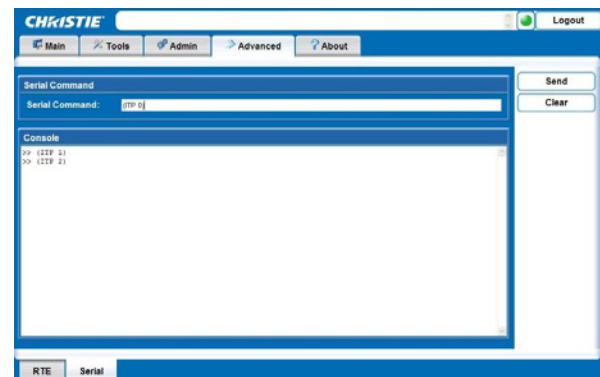 CHRISTIE
Logout
Main
Tools
Admin
Advanced
? About
Serial Command
Send
Serial Command:
(ITP 0)
Clear
Console
>> (ITP 1)
>> (ITP 2)
RTE
Serial